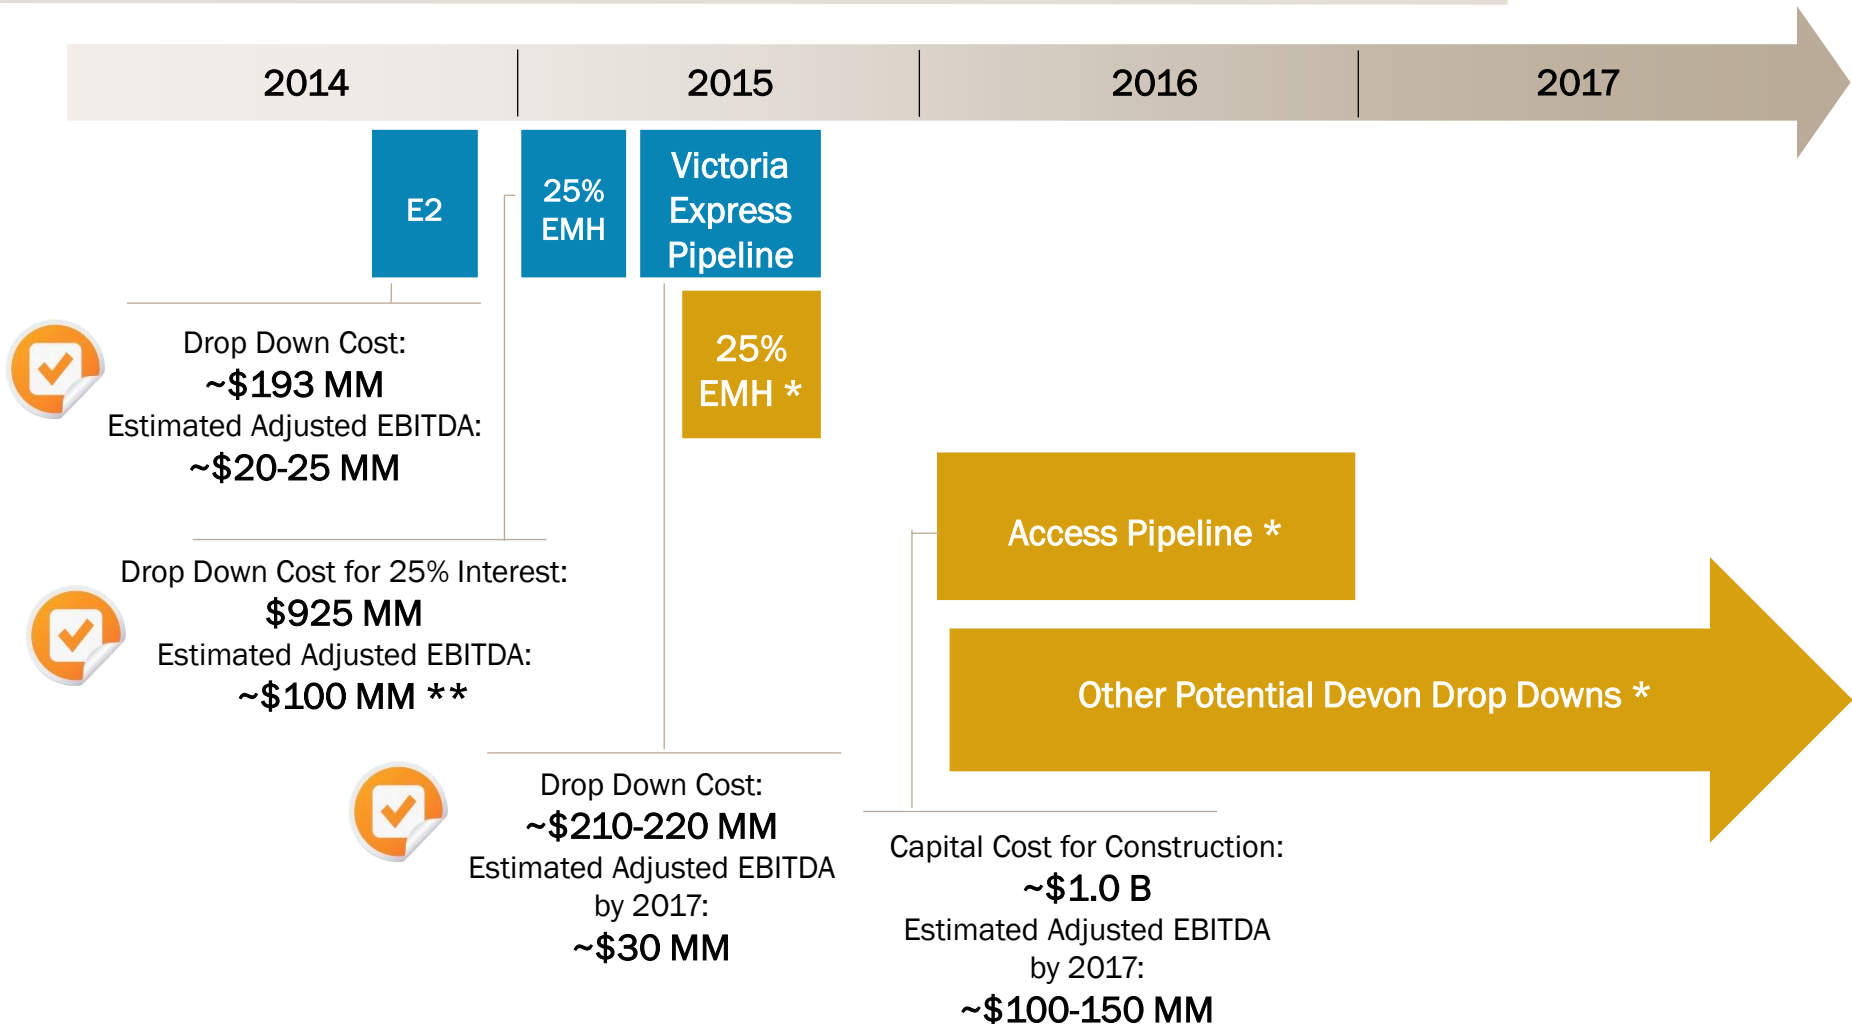 2014
2015
2016
2017
E2
25%
EMH
Victoria
Express
Pipeline
25%
EMH *
Drop Down Cost:
~$193 MM
Estimated Adjusted EBITDA:
~$20-25 MM
Access Pipeline *
Drop Down Cost for 25% Interest:
$925 MM
Estimated Adjusted EBITDA:
~$100 MM **
Other Potential Devon Drop Downs *
Drop Down Cost:
~$210-220 MM
Estimated Adjusted EBITDA
by 2017:
~$30 MM
Capital Cost for Construction:
~$1.0 B
Estimated Adjusted EBITDA
by 2017:
~$100-150 MM